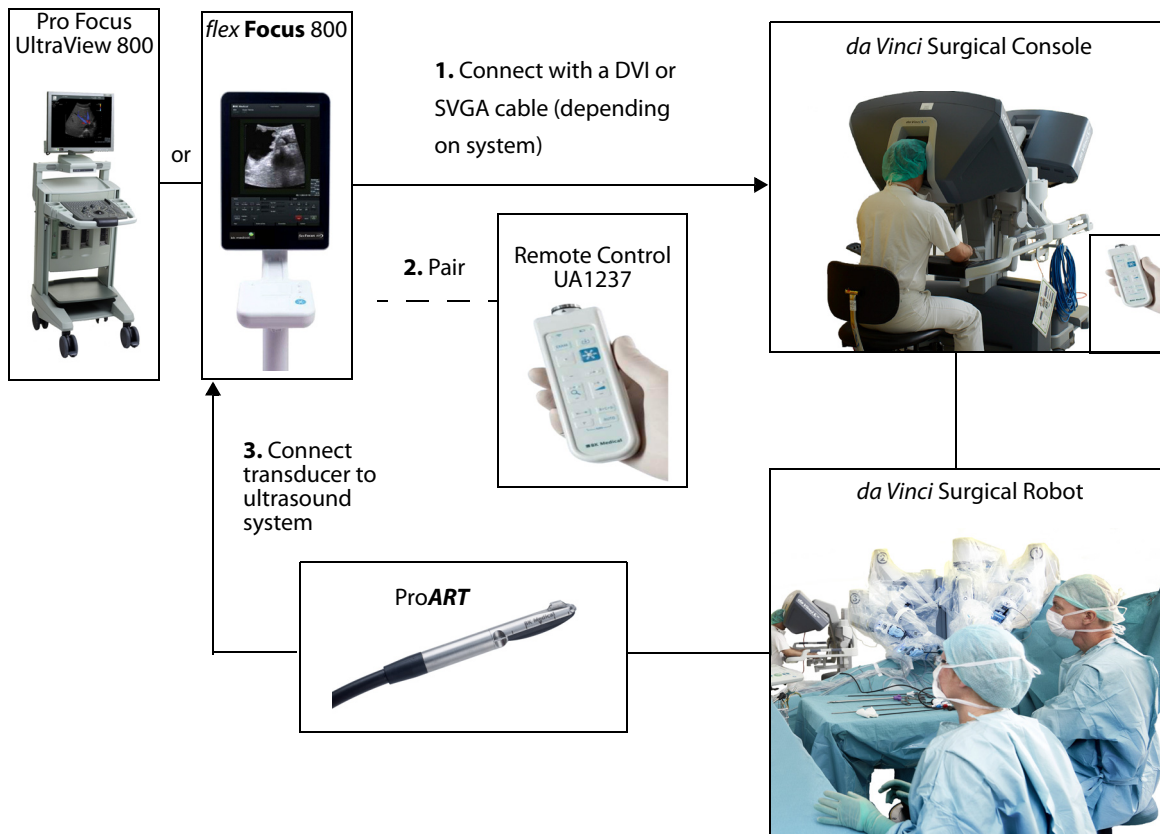 Pro Focus
UltraView 800
or
flex Focus 800
1. Connect with a DVI or
SVGA cable (depending
on system)
da Vinci Surgical Console
2. Pair
Remote Control
UA1237
BK Medical
3. Connect
transducer to
ultrasound
system
ProART
da Vinci Surgical Robot